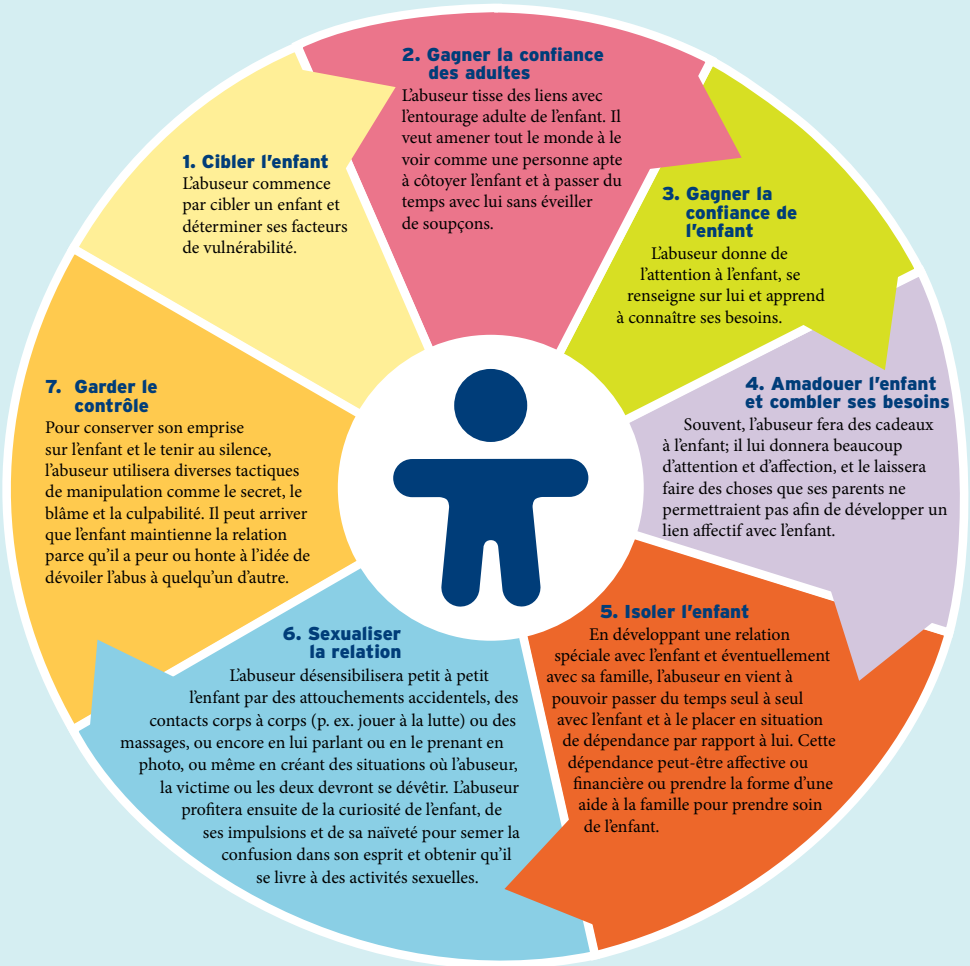 1. Cibler l'enfant
L'abuseur commence
par cibler un enfant et
déterminer ses facteurs
de vulnérabilité.
2. Gagner la confiance
des adultes
L'abuseur tisse des liens avec
l'entourage adulte de l'enfant. Il
veut amener tout le monde à le
voir comme une personne apte
à côtoyer l'enfant et à passer du
temps avec lui sans éveiller
de soupçons.
3. Gagner la
confiance de
l'enfant
L'abuseur donne de
l'attention à l'enfant, se
renseigne sur lui et apprend
à connaître ses besoins.
4. Amadouer l'enfant
et combler ses besoins
Souvent, l'abuseur fera des cadeaux
à l'enfant; il lui donnera beaucoup
d'attention et d'affection, et le laissera
faire des choses que ses parents ne
permettraient pas afin de développer un
lien affectif avec l'enfant.
5. Isoler l'enfant
En développant une relation
spéciale avec l'enfant et éventuellement
avec sa famille, l'abuseur en vient à
pouvoir passer du temps seul à seul
avec l'enfant et à le placer en situation
de dépendance par rapport à lui. Cette
dépendance peut-être affective ou
financière ou prendre la forme d'une
aide à la famille pour prendre soin
de l'enfant.
6. Sexualiser
la relation
L'abuseur désensibilisera petit à petit
l'enfant par des attouchements accidentels, des
contacts corps à corps (p. ex. jouer à la lutte) ou des
massages, ou encore en lui parlant ou en le prenant en
photo, ou même en créant des situations où l'abuseur,
la victime ou les deux devront se dévêtir. L'abuseur
profitera ensuite de la curiosité de l'enfant, de
ses impulsions et de sa naïveté pour semer la
confusion dans son esprit et obtenir qu'il
se livre à des activités sexuelles.
7. Garder le
contrôle
Pour conserver son emprise
sur l'enfant et le tenir au silence,
l'abuseur utilisera diverses tactiques
de manipulation comme le secret, le
blâme et la culpabilité. Il peut arriver
que l'enfant maintienne la relation
parce qu'il a peur ou honte à l'idée de
dévoiler l'abus à quelqu'un d'autre.